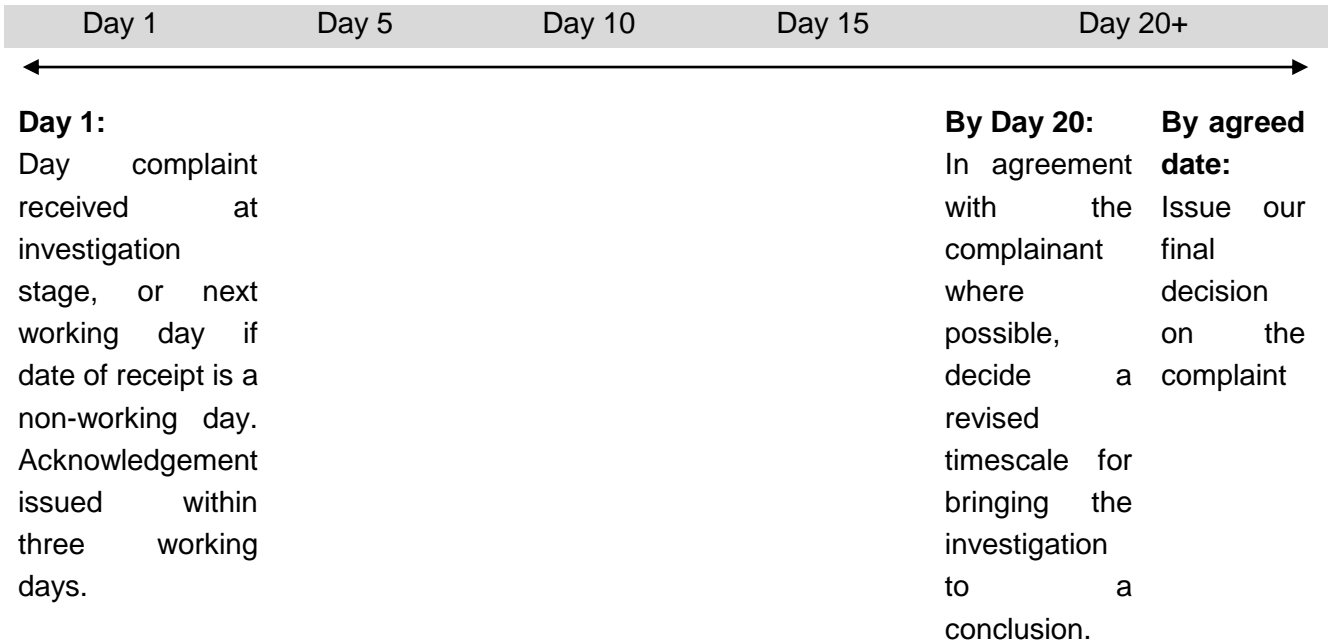 Day 1 Day 5 Day 10 Day 15 Day 20+
Day 1:
Day complaint
received at
investigation
stage, or next
working day if
date of receipt is a
non-working day.
Acknowledgement
issued within
three working
days.
By Day 20:
In agreement
with the
complainant
where
possible,
decide a
revised
timescale for
bringing the
investigation
to a
conclusion.
By agreed
date:
Issue our
final
decision
on the
complaint